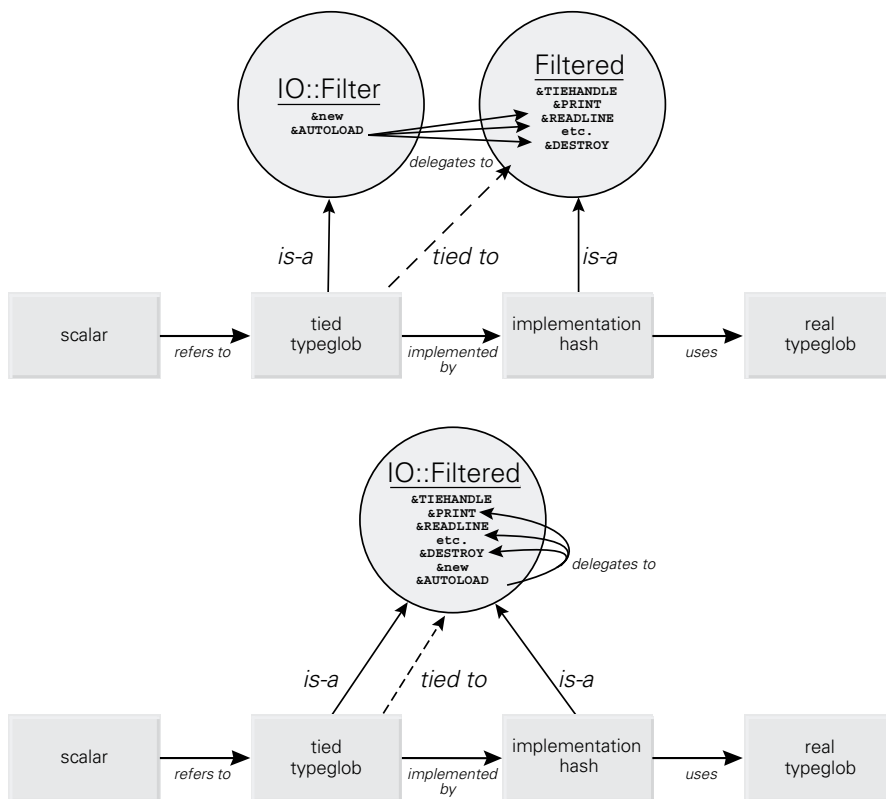 IO::Filter
&new
&AUTOLOAD
Filtered
&TIEHANDLE
&PRINT
&READLINE
etc.
&DESTROY
delegates to
is-a
tied to
is-a
scalar
refers to
tied
typeglob
implemented
by
implementation
hash
uses
real
typeglob
IO::Filtered
&TIEHANDLE
&PRINT
&READLINE
etc.
&DESTROY
&new
&AUTOLOAD
delegates to
is-a
tied to
is-a
scalar
refers to
tied
typeglob
implemented
by
implementation
hash
uses
real
typeglob